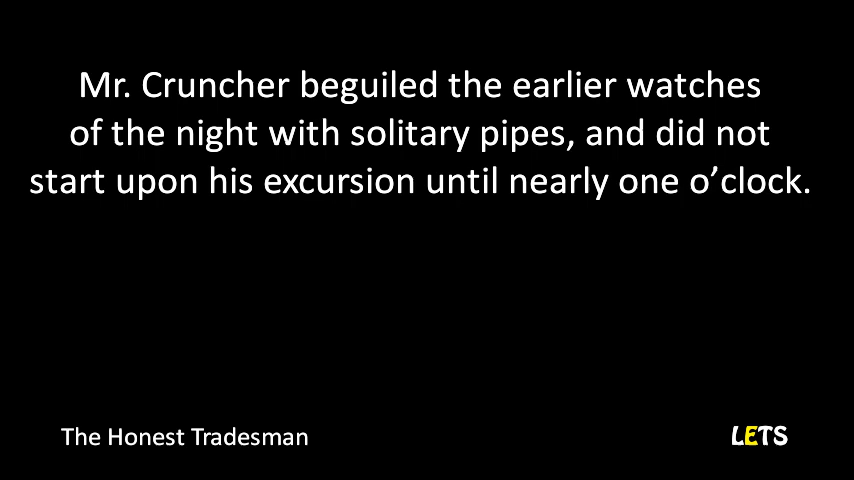 Mr. Cruncher beguiled the earlier watches
of the night with solitary pipes, and did not
start upon his excursion until nearly one o’clock.
The Honest Tradesman
LETS